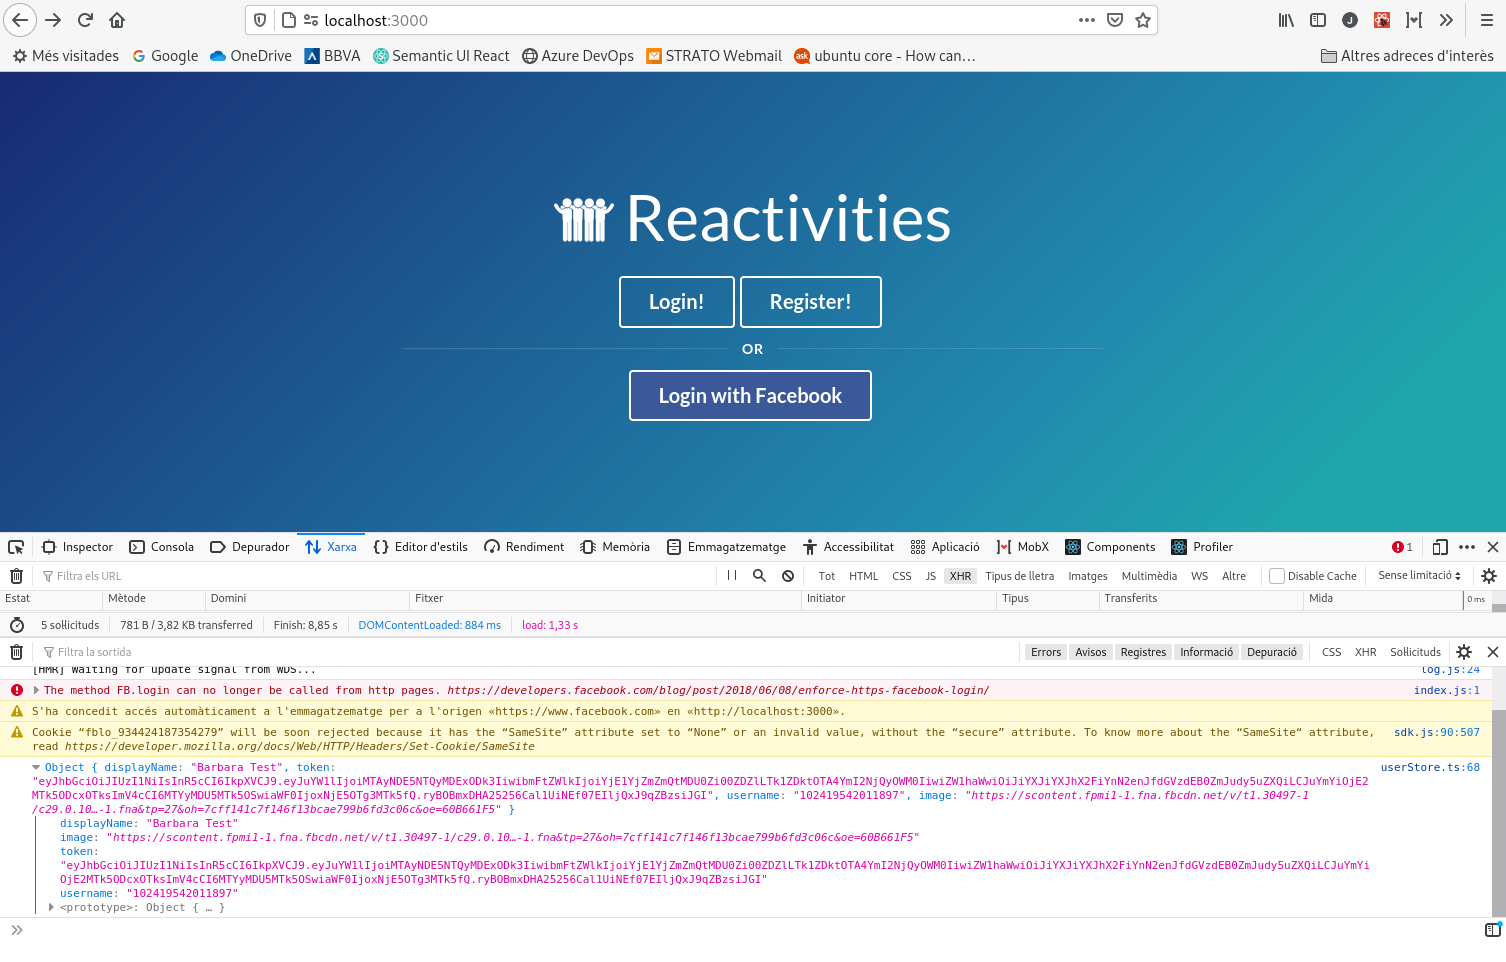 localhost:3000
Més visitades Google OneDrive BBVA Semantic UI React Azure DevOps STRATO Webmail ask ubuntu core - How can… Altres adreces d'interès
Reactivities
Login! Register!
OR
Login with Facebook
Inspector Consola Depurador Xarxa Editor d'estils Rendiment Memòria Emmagatzematge Accessibilitat Aplicació MobX Components Profiler 1
Filtra els URL Tot HTML CSS JS XHR Tipus de lletra Imatges Multimèdia WS Altre Disable Cache Sense limitació
Estat Mètode Domini Fitxer Initiator Tipus Transferits Mida 0 ms
5 sol·licituds 781 B / 3,82 KB transferred Finish: 8,85 s DOMContentLoaded: 884 ms load: 1,33 s
Filtra la sortida Errors Avisos Registres Informació Depuració CSS XHR Sol·licituds
[HMR] Waiting for update signal from WDS... log.js:24
The method FB.login can no longer be called from http pages. https://developers.facebook.com/blog/post/2018/06/08/enforce-https-facebook-login/ index.js:1
S'ha concedit accés automàticament a l'emmagatzematge per a l'origen «https://www.facebook.com» en «http://localhost:3000».
Cookie “fblo_934424187354279” will be soon rejected because it has the “SameSite” attribute set to “None” or an invalid value, without the “secure” attribute. To know more about the “SameSite“ attribute, sdk.js:90:507
read https://developer.mozilla.org/docs/Web/HTTP/Headers/Set-Cookie/SameSite
Object { displayName: "Barbara Test", token: userStore.ts:68
username: "102419542011897", image: "https://scontent.fpmi1-1.fna.fbcdn.net/v/t1.30497-1
/c29.0.10…-1.fna&tp=27&oh=7cff141c7f146f13bcae799b6fd3c06c&oe=60B661F5" }
displayName: "Barbara Test"
image: "https://scontent.fpmi1-1.fna.fbcdn.net/v/t1.30497-1/c29.0.10…-1.fna&tp=27&oh=7cff141c7f146f13bcae799b6fd3c06c&oe=60B661F5"
token:
username: "102419542011897"
<prototype>: Object { … }